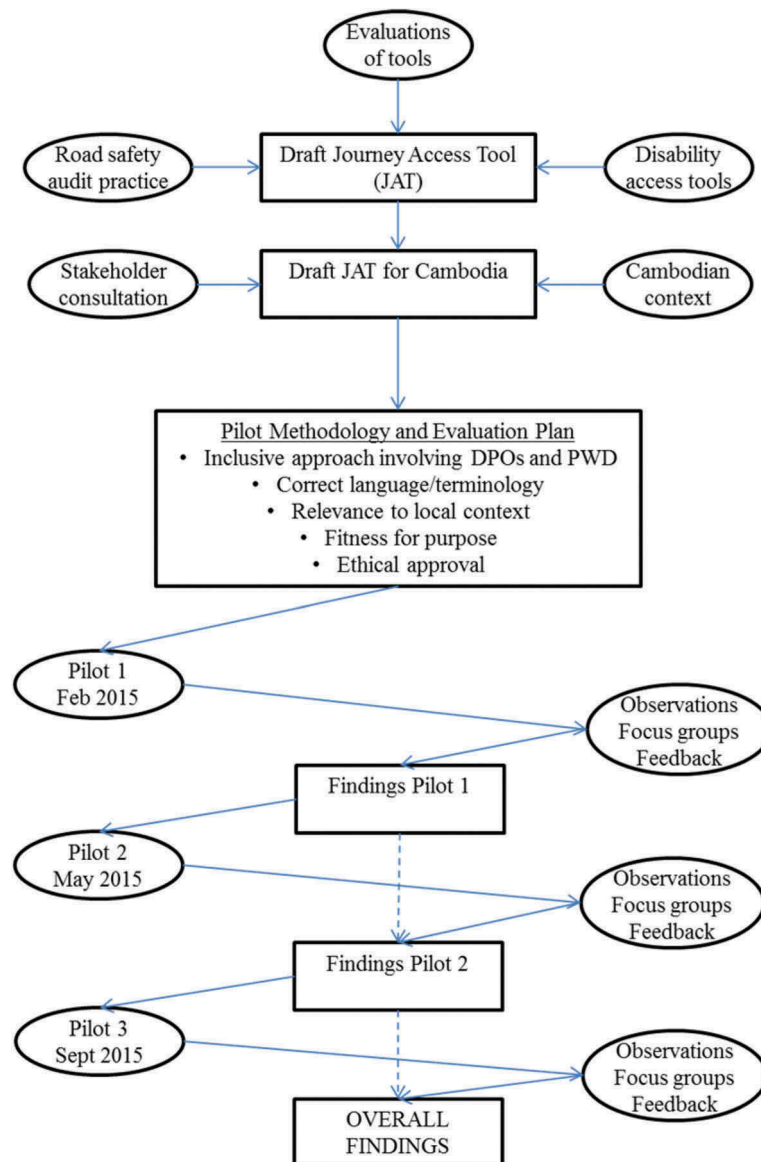 Evaluations
of tools
Road safety
audit practice
Draft Journey Access Tool
(JAT)
Disability
access tools
Stakeholder
consultation
Draft JAT for Cambodia
Cambodian
context
Pilot Methodology and Evaluation Plan
• Inclusive approach involving DPOs and PWD
• Correct language/terminology
• Relevance to local context
• Fitness for purpose
• Ethical approval
Pilot 1
Feb 2015
Observations
Focus groups
Feedback
Findings Pilot 1
Pilot 2
May 2015
Observations
Focus groups
Feedback
Findings Pilot 2
Pilot 3
Sept 2015
Observations
Focus groups
Feedback
OVERALL
FINDINGS